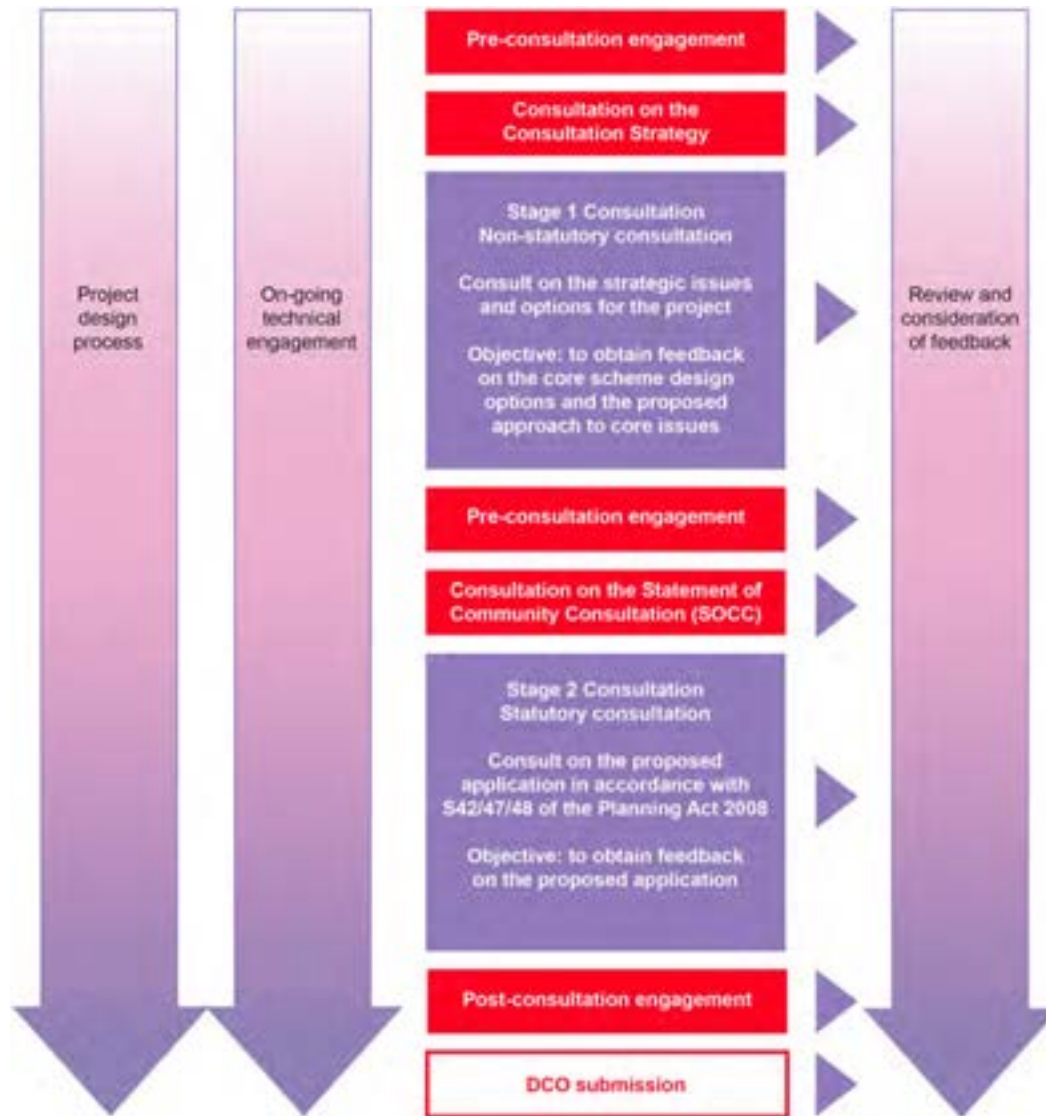 Project
design
process
On-going
technical
engagement
Pre-consultation engagement
Consultation on the
Consultation Strategy
Stage 1 Consultation
Non-statutory consultation
Consult on the strategic issues
and options for the project
Objective: to obtain feedback
on the core scheme design
options and the proposed
approach to core issues
Pre-consultation engagement
Consultation on the Statement of
Community Consultation (SOCC)
Stage 2 Consultation
Statutory consultation
Consult on the proposed
application in accordance with
S42/47/48 of the Planning Act 2008
Objective: to obtain feedback
on the proposed application
Post-consultation engagement
DCO submission
Review and
consideration
of feedback